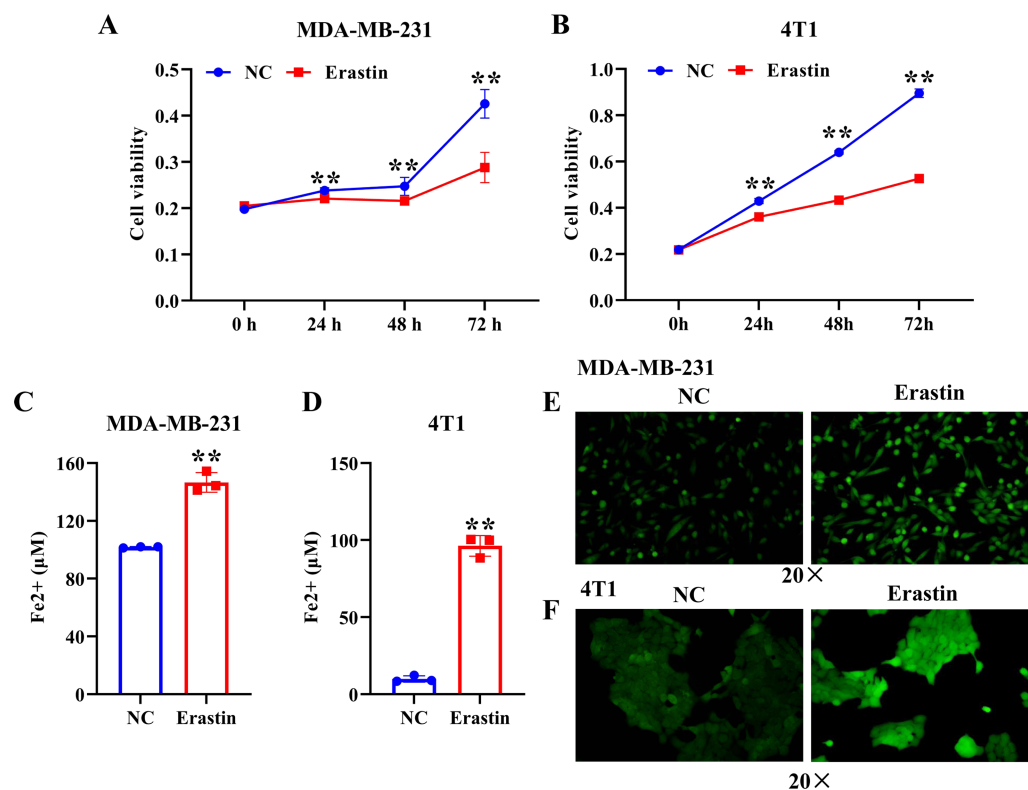 A
MDA-MB-231
NC
Erastin
Cell viability
0.5
0.4
0.3
0.2
0.1
0.0
**
**
**
0 h
24 h
48 h
72 h
B
4T1
NC
Erastin
Cell viability
1.0
0.8
0.6
0.4
0.2
0.0
**
**
**
0h
24h
48h
72h
C
MDA-MB-231
Fe2+ (μM)
160
120
80
40
0
**
NC
Erastin
D
4T1
Fe2+ (μM)
150
100
50
0
**
NC
Erastin
MDA-MB-231
E
NC
Erastin
20×
F
4T1
NC
Erastin
20×